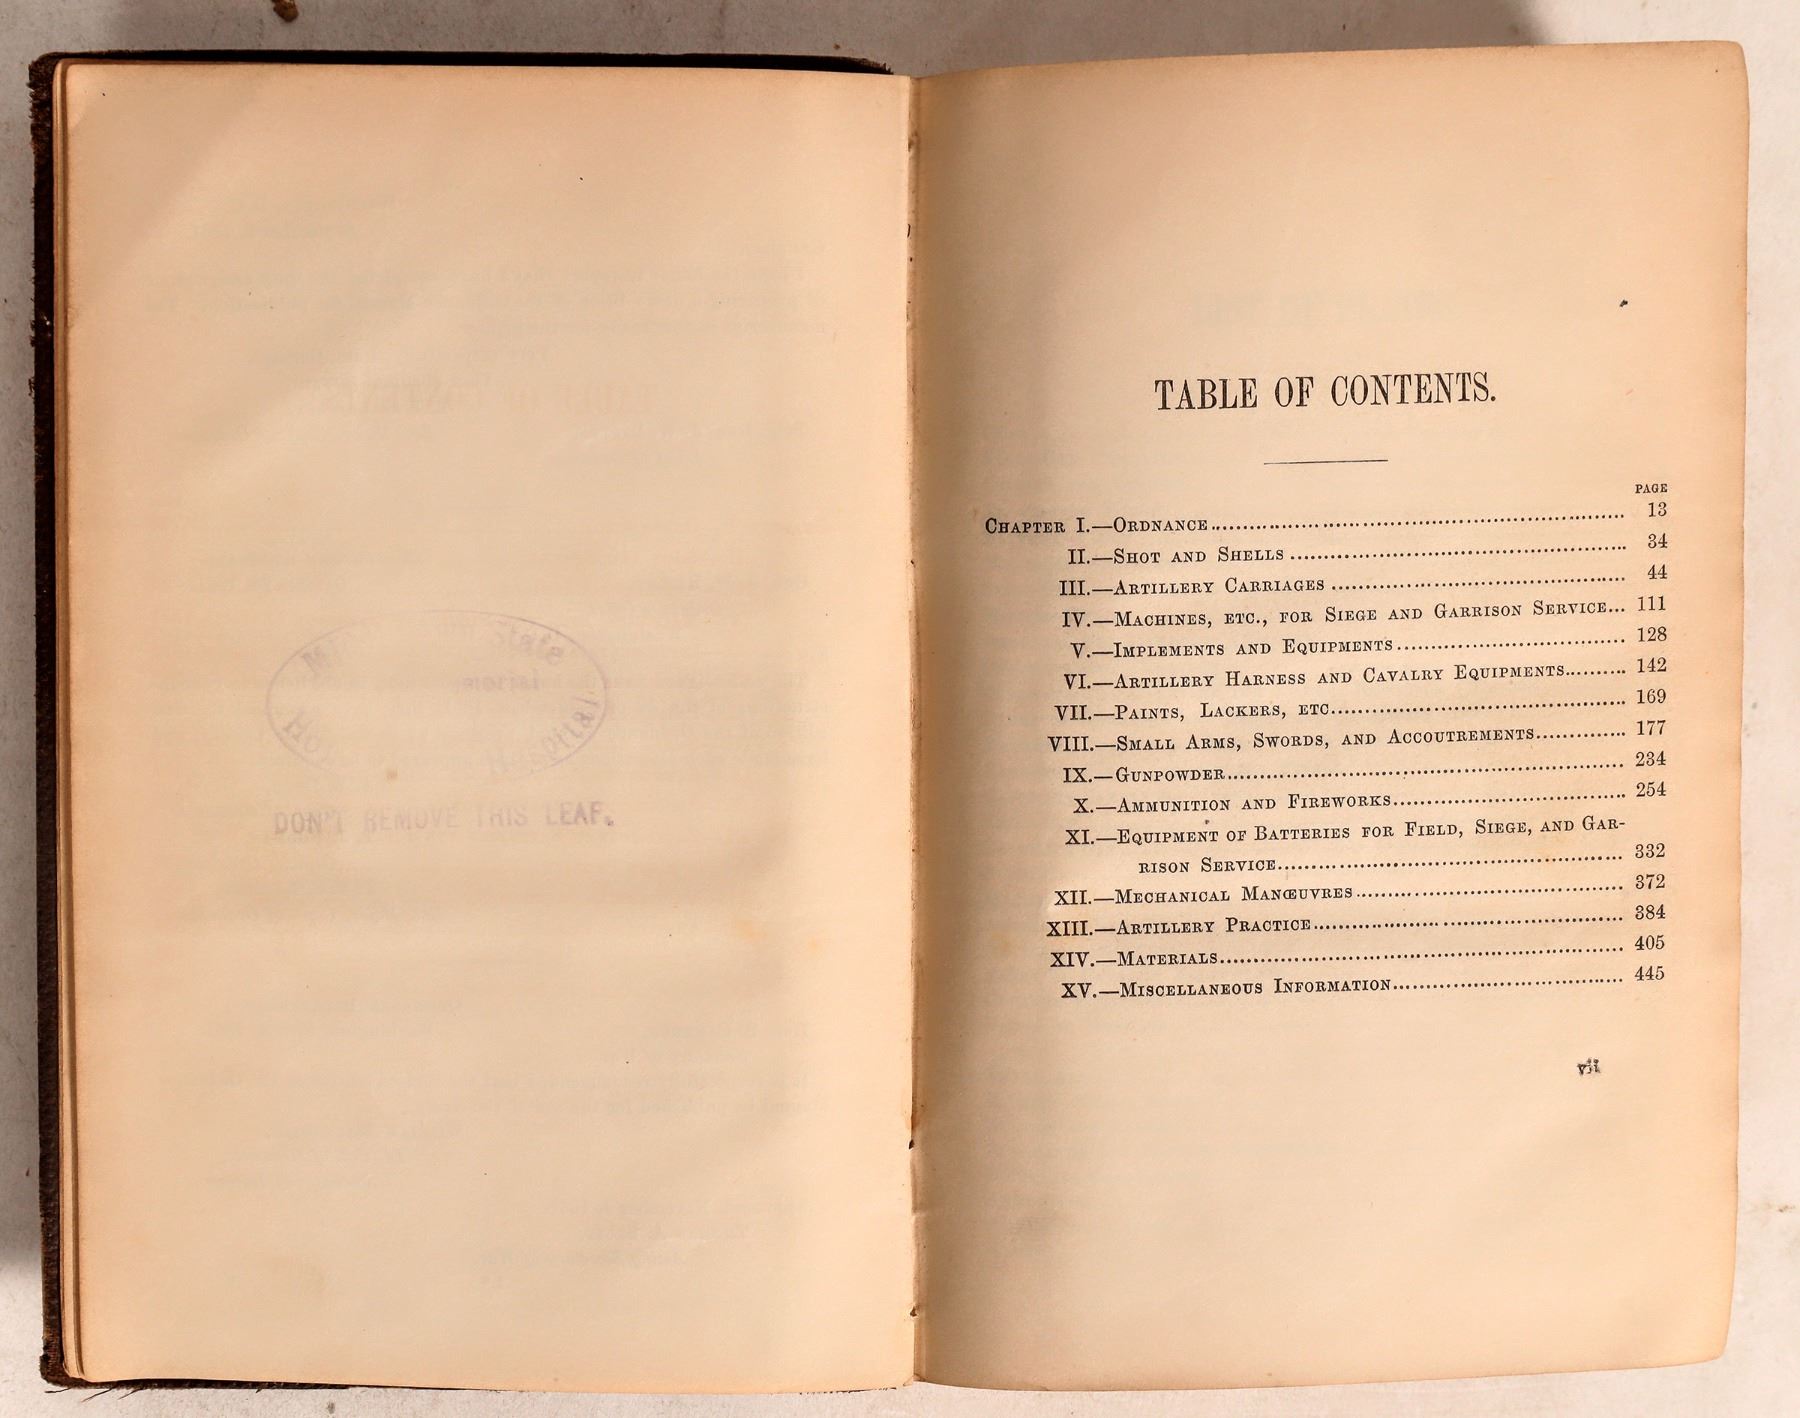 State
DON'T REMOVE THIS LEAF.
TABLE OF CONTENTS.
PAGE
CHAPTER I.—ORDNANCE........................ 13
II.—SHOT AND SHELLS........................ 34
III.—ARTILLERY CARRIAGES........................ 44
IV.—MACHINES, ETC., FOR SIEGE AND GARRISON SERVICE... 111
V.—IMPLEMENTS AND EQUIPMENTS........................ 128
VI.—ARTILLERY HARNESS AND CAVALRY EQUIPMENTS......... 142
VII.—PAINTS, LACKERS, ETC........................ 169
VIII.—SMALL ARMS, SWORDS, AND ACCOUTREMENTS............. 177
IX.—GUNPOWDER........................ 234
X.—AMMUNITION AND FIREWORKS........................ 254
XI.—EQUIPMENT OF BATTERIES FOR FIELD, SIEGE, AND GAR-
RISON SERVICE........................ 332
XII.—MECHANICAL MANŒUVRES........................ 372
XIII.—ARTILLERY PRACTICE........................ 384
XIV.—MATERIALS........................ 405
XV.—MISCELLANEOUS INFORMATION........................ 445
vii